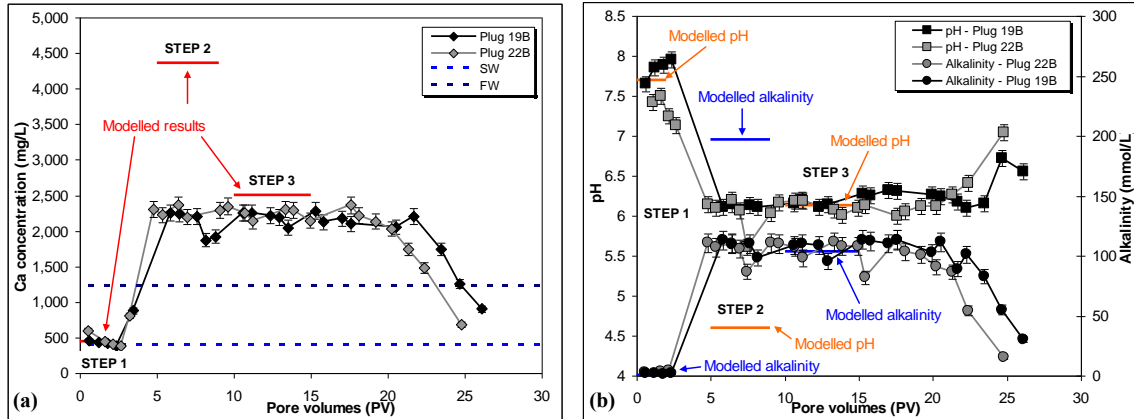 5,000
4,500
4,000
3,500
3,000
2,500
2,000
1,500
1,000
500
0
Ca concentration (mg/L)
STEP 2
Modelled results
STEP 3
STEP 1
Plug 19B
Plug 22B
SW
FW
0 5 10 15 20 25 30
(a) Pore volumes (PV)
8.5
8
7.5
7
6.5
6
5.5
5
4.5
4
pH
Modelled pH
Modelled alkalinity
STEP 3
Modelled pH
STEP 1
Modelled alkalinity
STEP 2
Modelled pH
Modelled alkalinity
pH - Plug 19B
pH - Plug 22B
Alkalinity - Plug 22B
Alkalinity - Plug 19B
300
250
200
150
100
50
0
Alkalinity (mmol/L)
0 5 10 15 20 25 30
(b) Pore volumes (PV)